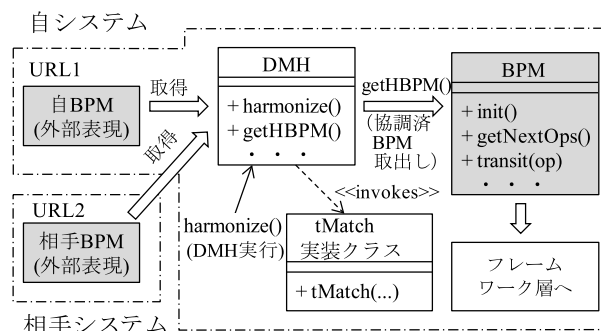 自システム
URL1
自BPM
(外部表現)
取得
取得
URL2
相手BPM
(外部表現)
相手システム
DMH
+ harmonize()
+ getHBPM()
・・・
harmonize()
(DMH実行)
<<invokes>>
tMatch
実装クラス
+ tMatch(...)
getHBPM()
(協調済
BPM
取出し)
BPM
+ init()
+ getNextOps()
+ transit(op)
・・・
フレーム
ワーク層へ